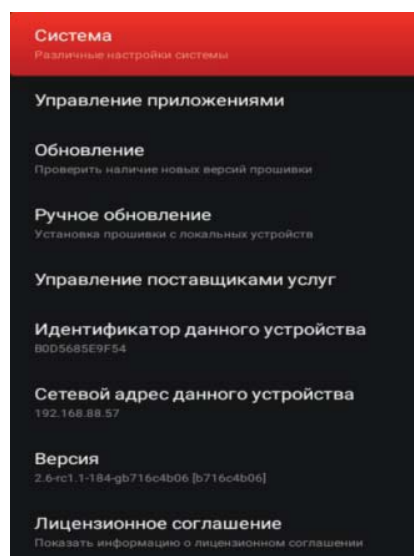 Система
Различные настройки системы
Управление приложениями
Обновление
Проверить наличие новых версий прошивки
Ручное обновление
Установка прошивки с локальных устройств
Управление поставщиками услуг
Идентификатор данного устройства
B0D5685E9F54
Сетевой адрес данного устройства
192.168.88.57
Версия
2.6-rc1.1-184-gb716c4b06 [b716c4b06]
Лицензионное соглашение
Показать информацию о лицензионном соглашении